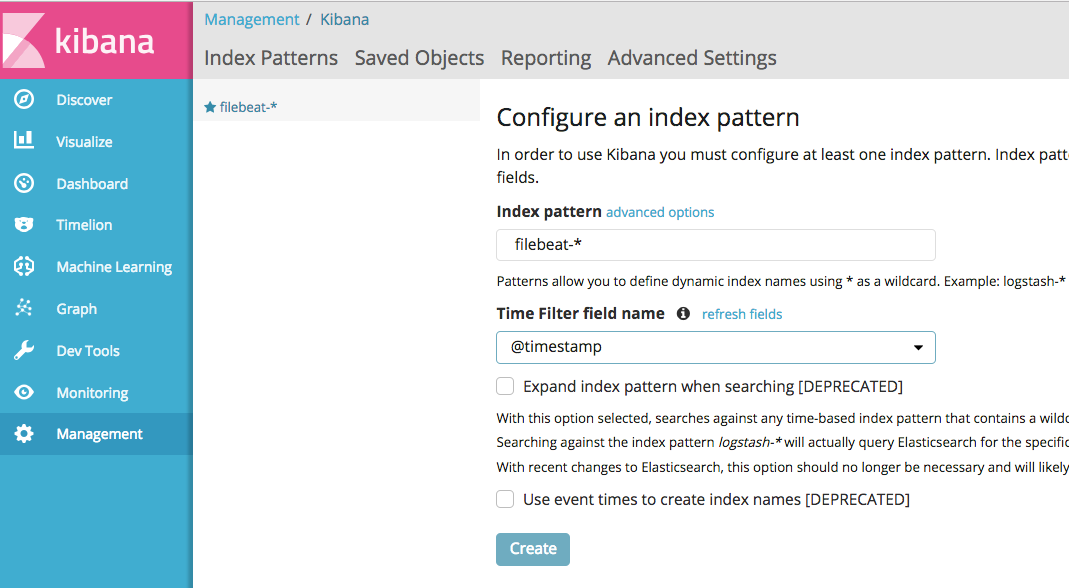 kibana
Discover
Visualize
Dashboard
Timelion
Machine Learning
Graph
Dev Tools
Monitoring
Management
Management / Kibana
Index Patterns Saved Objects Reporting Advanced Settings
filebeat-*
Configure an index pattern
In order to use Kibana you must configure at least one index pattern. Index patt
fields.
Index pattern advanced options
filebeat-*
Patterns allow you to define dynamic index names using * as a wildcard. Example: logstash-*
Time Filter field name refresh fields
@timestamp
Expand index pattern when searching [DEPRECATED]
With this option selected, searches against any time-based index pattern that contains a wildc
Searching against the index pattern logstash-* will actually query Elasticsearch for the specific
With recent changes to Elasticsearch, this option should no longer be necessary and will likely
Use event times to create index names [DEPRECATED]
Create